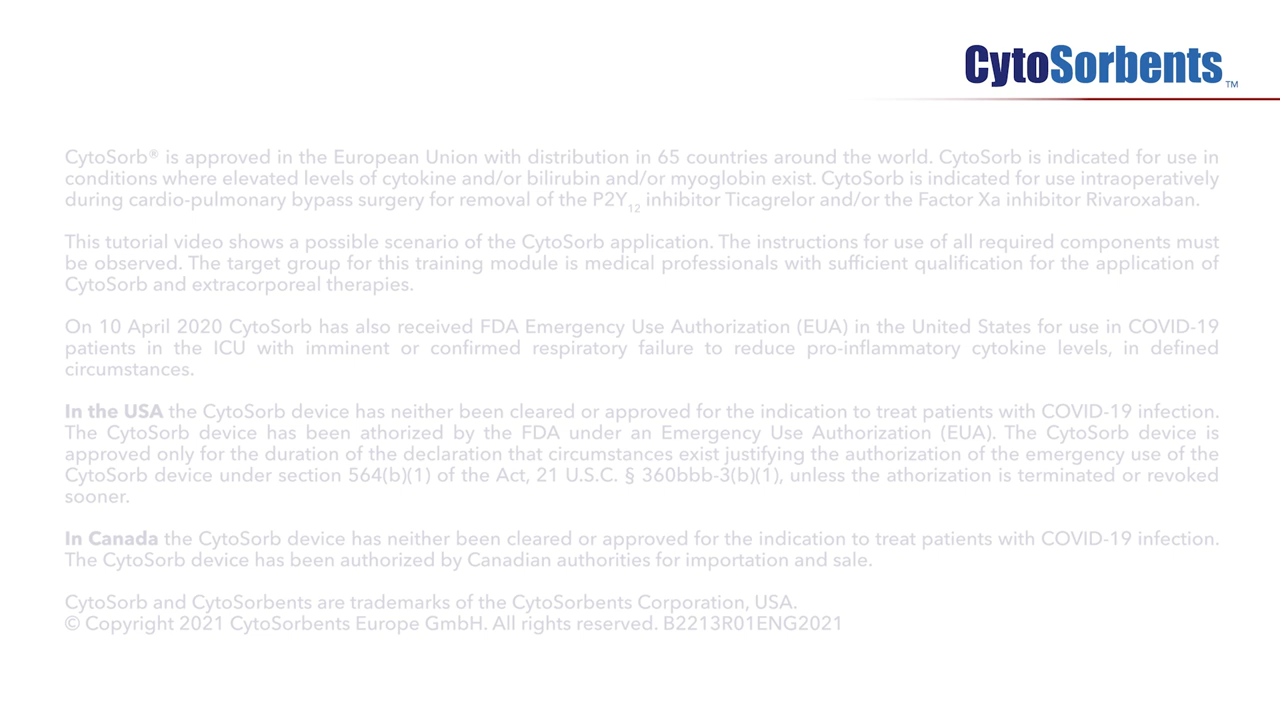 CytoSorbents™
CytoSorb® is approved in the European Union with distribution in 65 countries around the world. CytoSorb is indicated for use in
conditions where elevated levels of cytokine and/or bilirubin and/or myoglobin exist. CytoSorb is indicated for use intraoperatively
during cardio-pulmonary bypass surgery for removal of the P2Y12 inhibitor Ticagrelor and/or the Factor Xa inhibitor Rivaroxaban.
This tutorial video shows a possible scenario of the CytoSorb application. The instructions for use of all required components must
be observed. The target group for this training module is medical professionals with sufficient qualification for the application of
CytoSorb and extracorporeal therapies.
On 10 April 2020 CytoSorb has also received FDA Emergency Use Authorization (EUA) in the United States for use in COVID-19
patients in the ICU with imminent or confirmed respiratory failure to reduce pro-inflammatory cytokine levels, in defined
circumstances.
In the USA the CytoSorb device has neither been cleared or approved for the indication to treat patients with COVID-19 infection.
The CytoSorb device has been athorized by the FDA under an Emergency Use Authorization (EUA). The CytoSorb device is
approved only for the duration of the declaration that circumstances exist justifying the authorization of the emergency use of the
CytoSorb device under section 564(b)(1) of the Act, 21 U.S.C. § 360bbb-3(b)(1), unless the athorization is terminated or revoked
sooner.
In Canada the CytoSorb device has neither been cleared or approved for the indication to treat patients with COVID-19 infection.
The CytoSorb device has been authorized by Canadian authorities for importation and sale.
CytoSorb and CytoSorbents are trademarks of the CytoSorbents Corporation, USA.
© Copyright 2021 CytoSorbents Europe GmbH. All rights reserved. B2213R01ENG2021